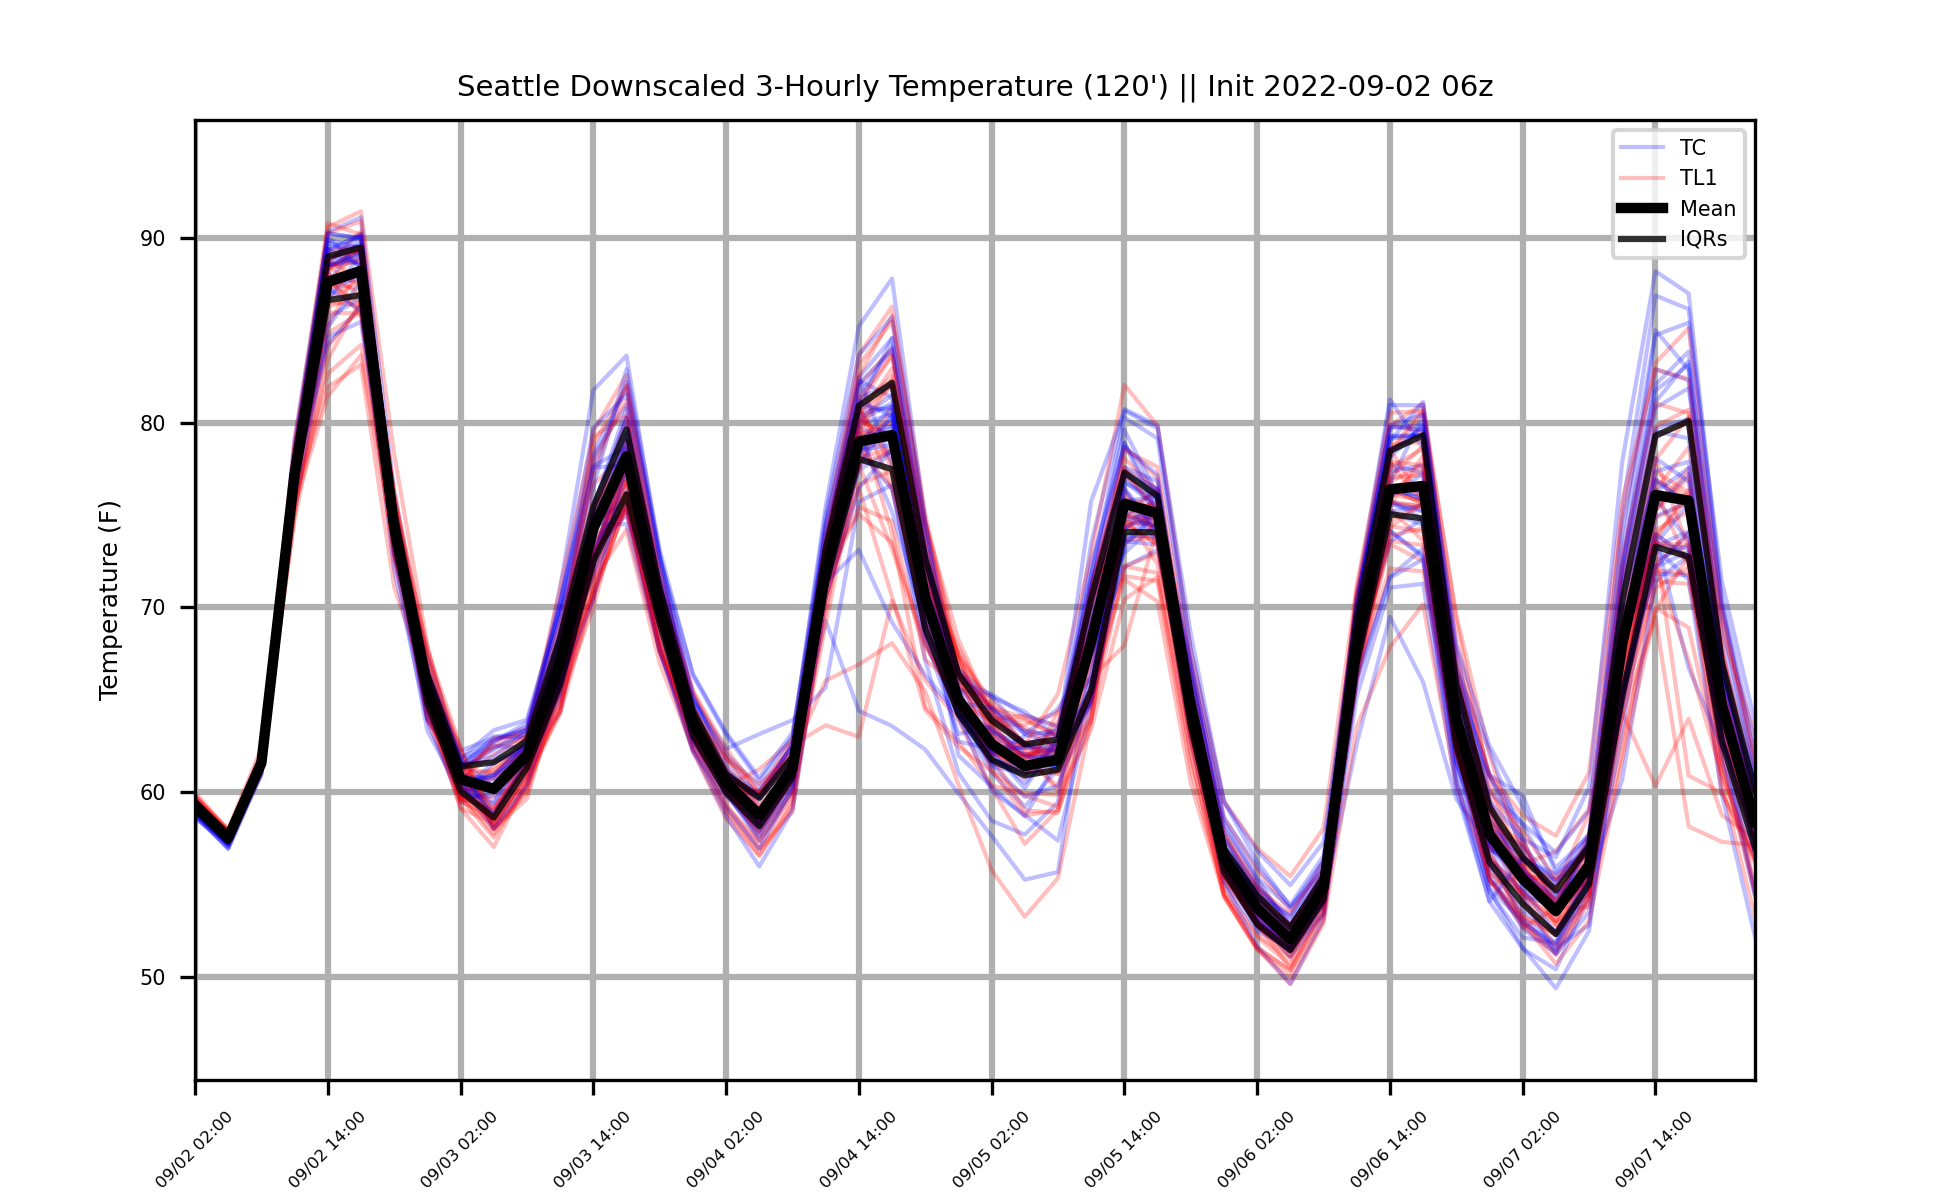 Seattle Downscaled 3-Hourly Temperature (120') || Init 2022-09-02 06z
TC
TL1
Mean
IQRs
Temperature (F)
90
80
70
60
50
09/02 02:00
09/02 14:00
09/03 02:00
09/03 14:00
09/04 02:00
09/04 14:00
09/05 02:00
09/05 14:00
09/06 02:00
09/06 14:00
09/07 02:00
09/07 14:00